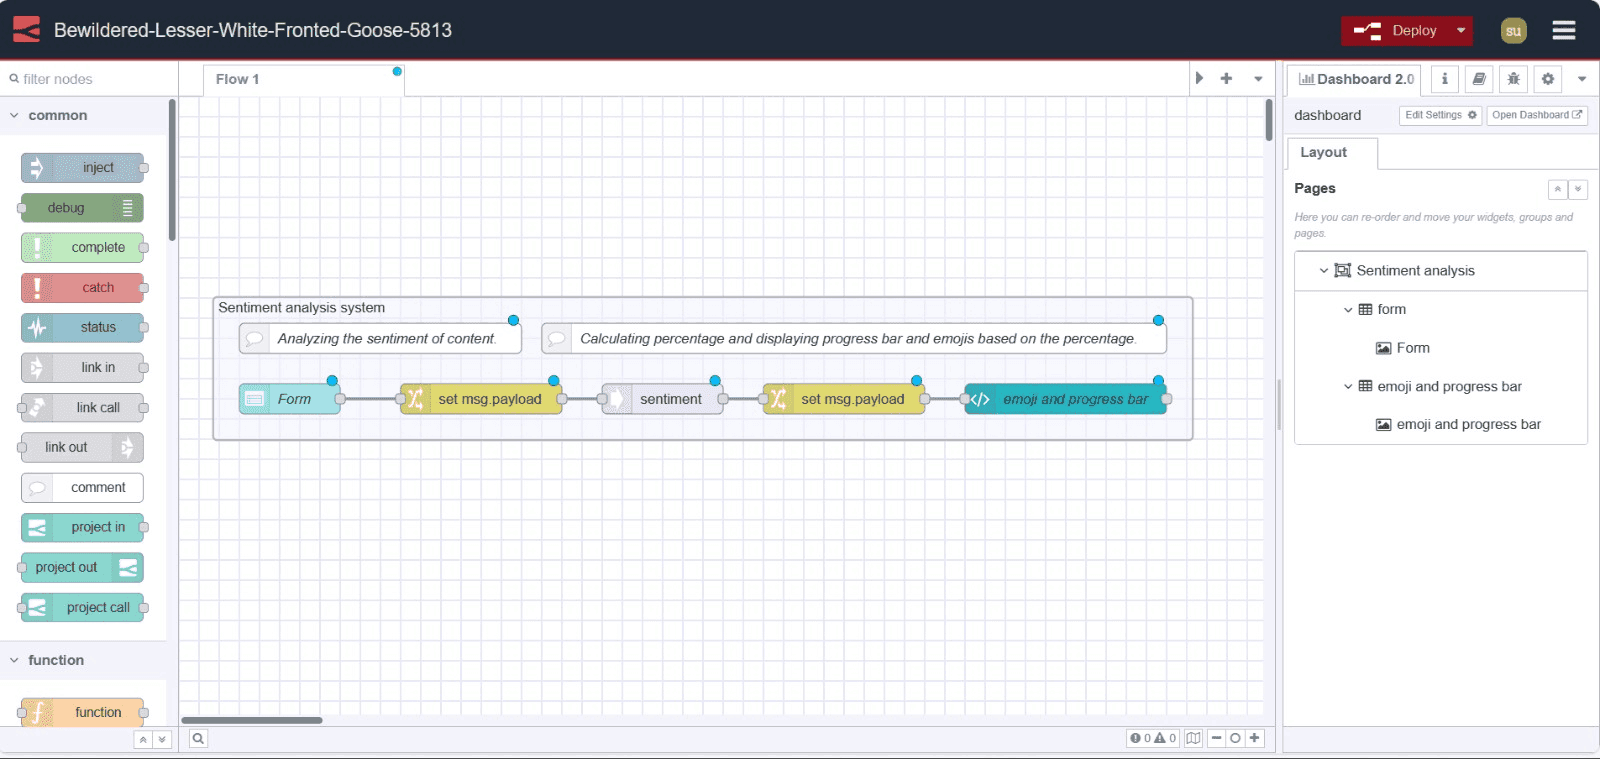 Bewildered-Lesser-White-Fronted-Goose-5813
Deploy
su
filter nodes
Flow 1
Dashboard 2.0
common
dashboard
Edit Settings
Open Dashboard
Layout
inject
debug
complete
catch
status
link in
link call
link out
comment
project in
project out
project call
function
function
Sentiment analysis system
Analyzing the sentiment of content.
Calculating percentage and displaying progress bar and emojis based on the percentage.
Form
set msg.payload
sentiment
set msg.payload
</> emoji and progress bar
Pages
Here you can re-order and move your widgets, groups and
pages.
Sentiment analysis
form
Form
emoji and progress bar
emoji and progress bar
0
0